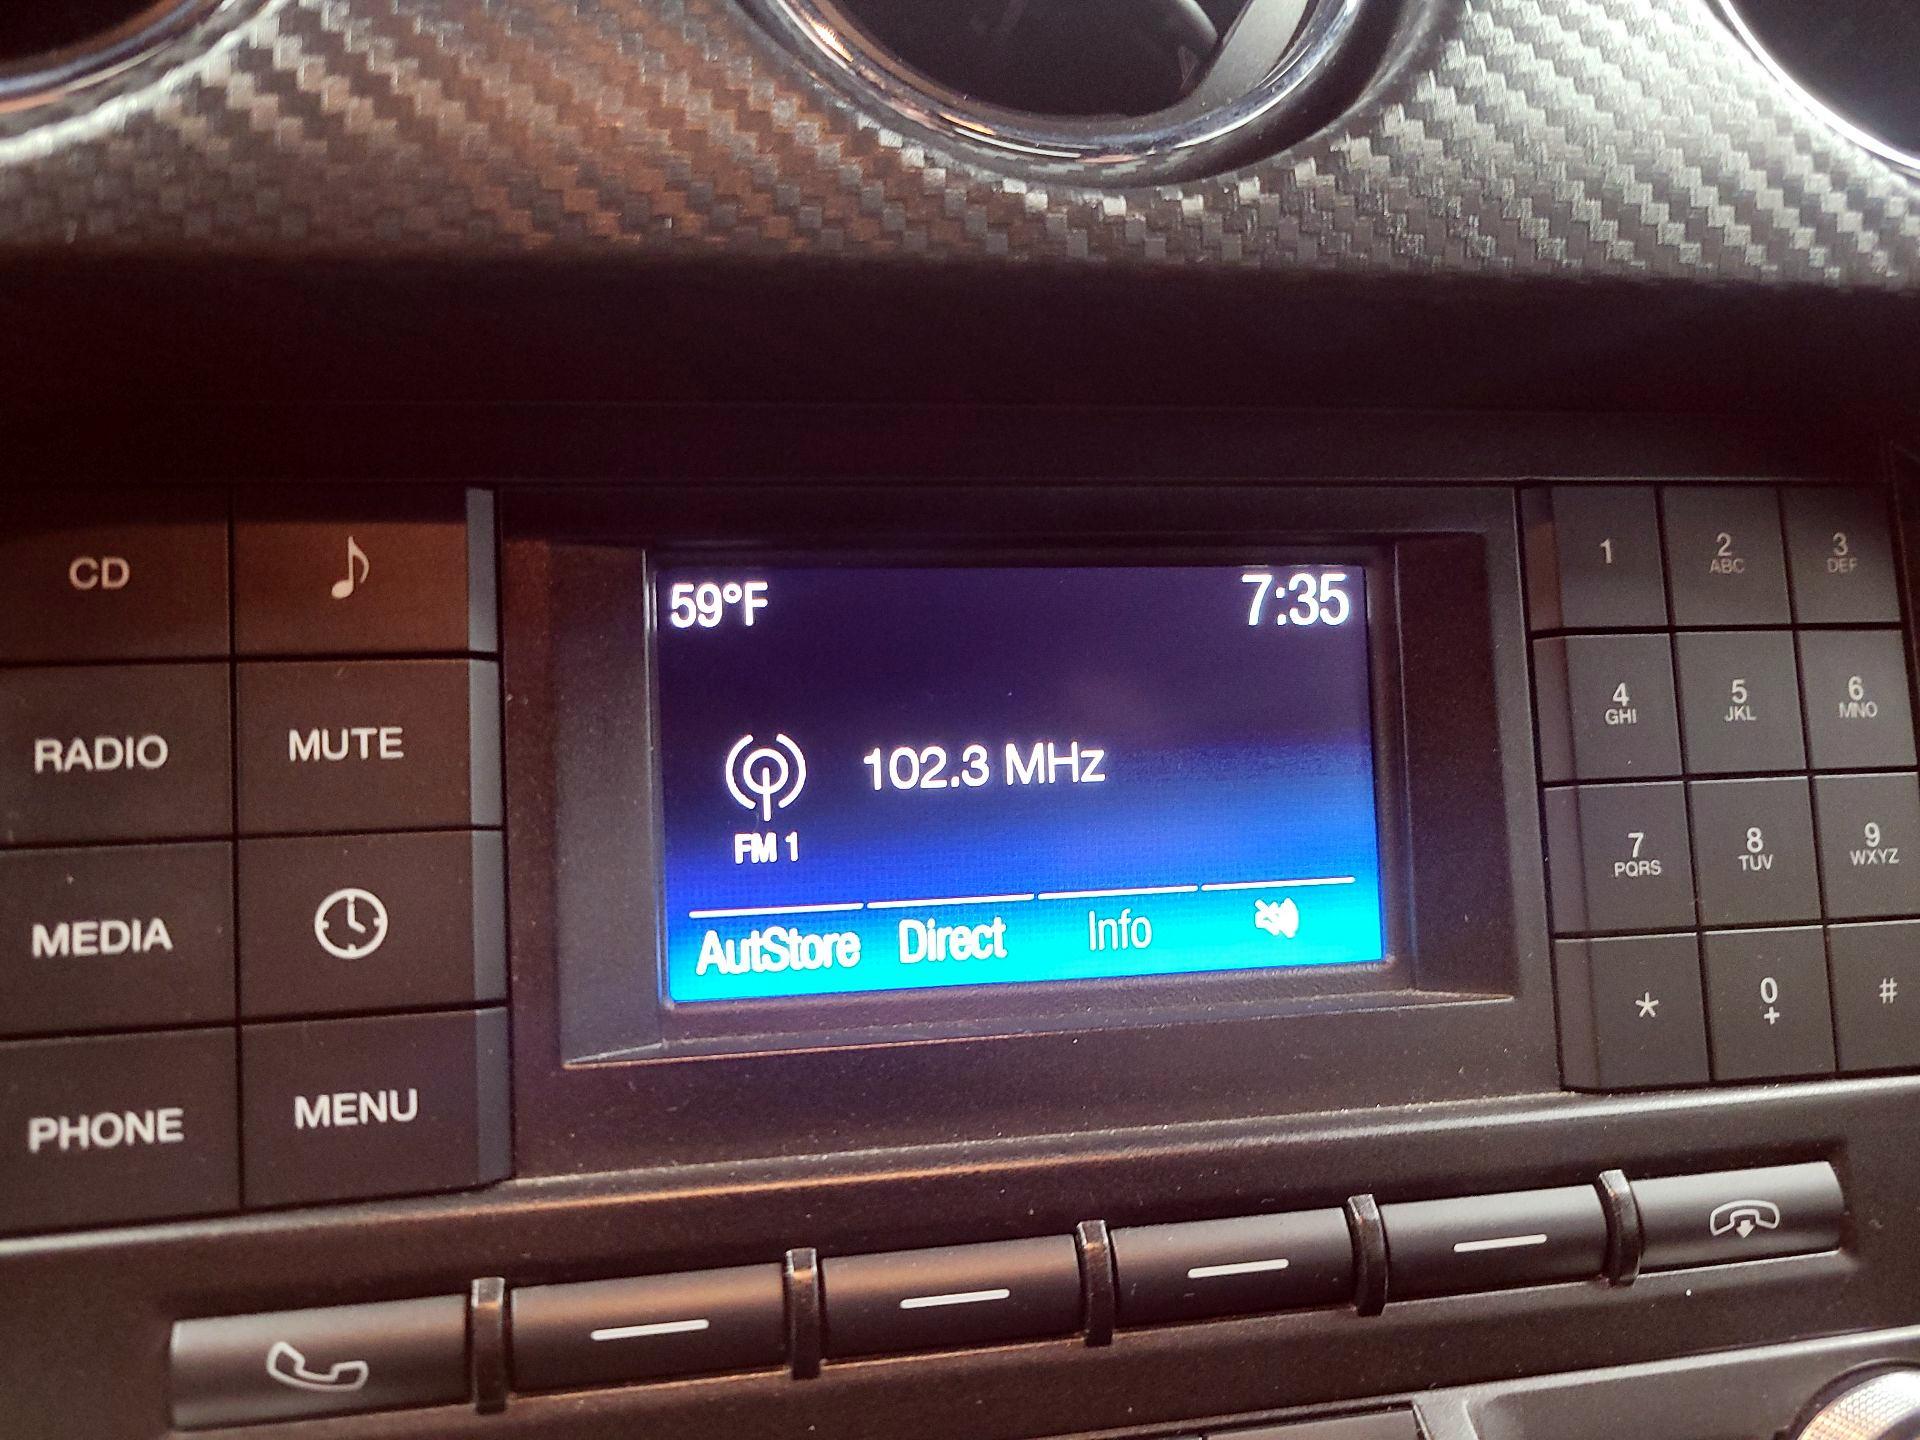 59°F
7:35
102.3 MHz
FM 1
AutStore Direct Info
CD
RADIO MUTE
MEDIA
PHONE MENU
1 2 ABC 3 DEF
4 GHI 5 JKL 6 MNO
7 PQRS 8 TUV 9 WXYZ
* 0 + #